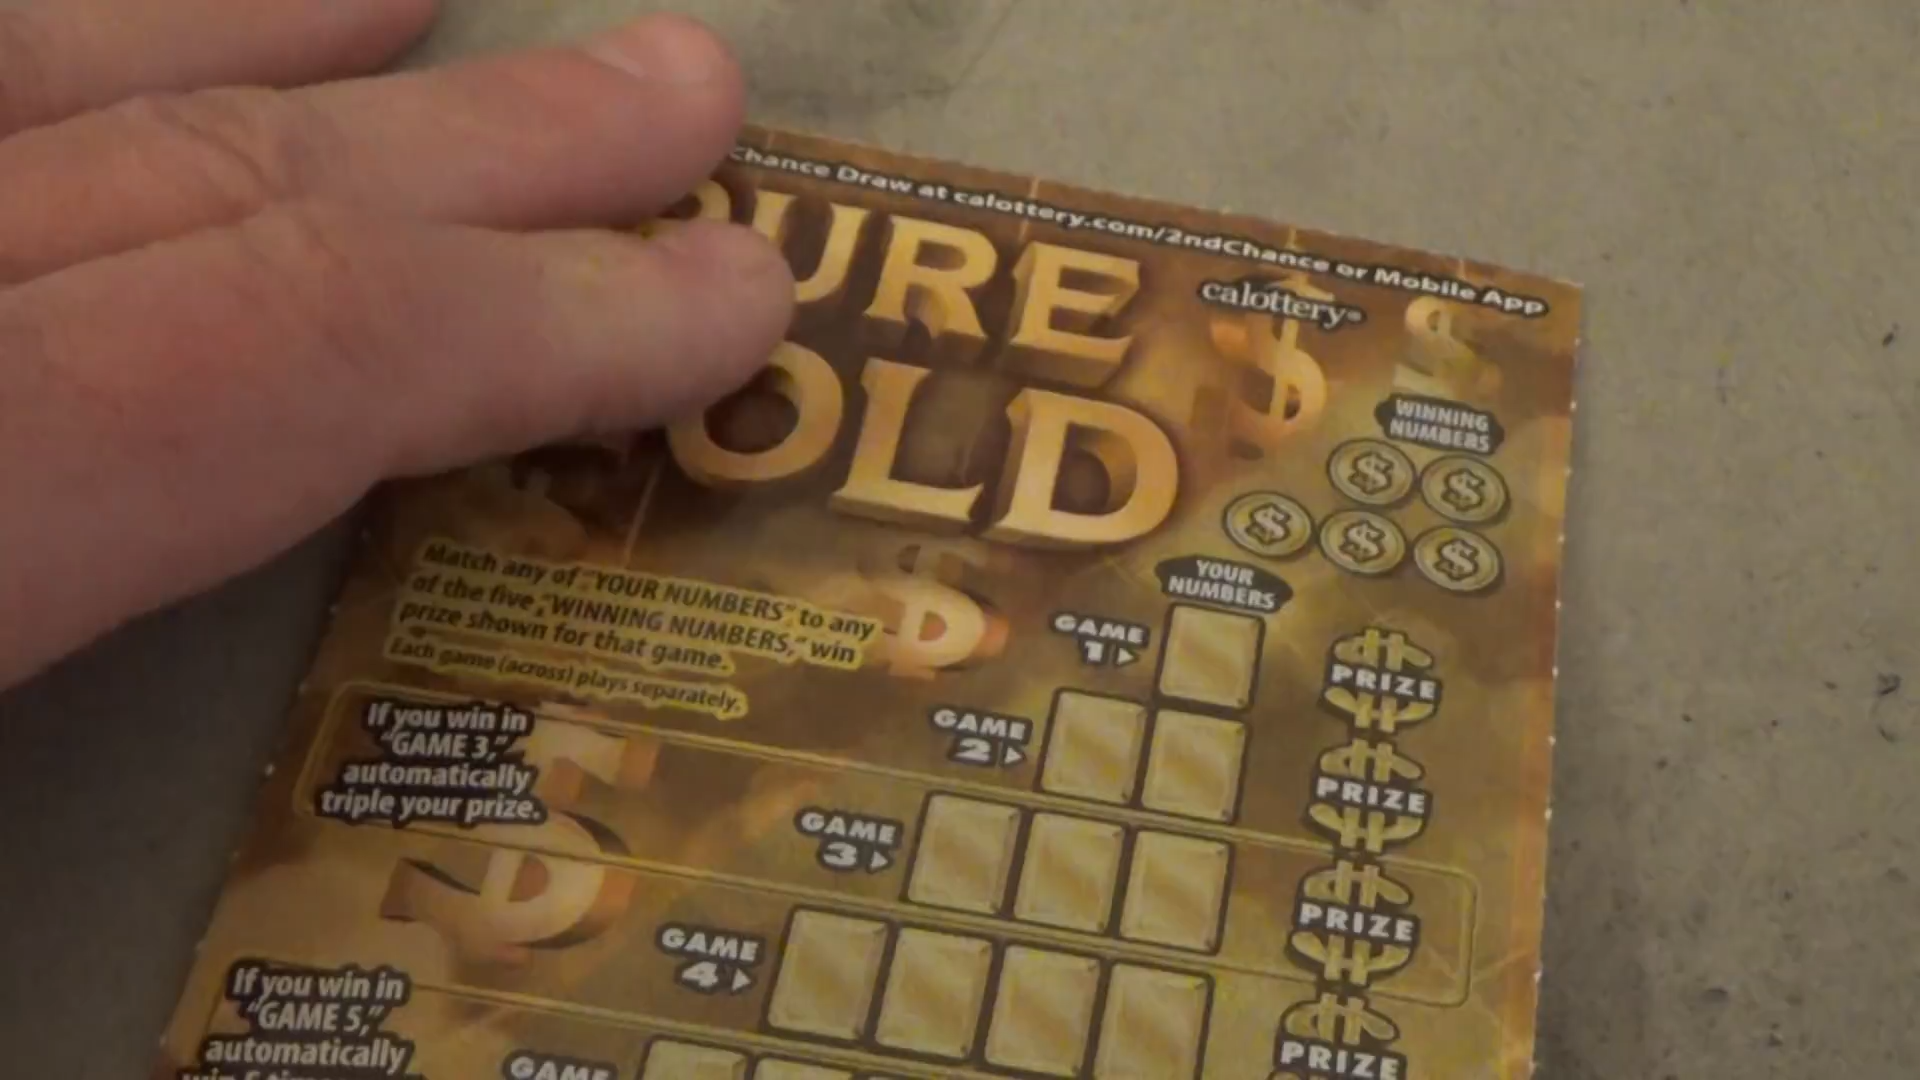 Chance Draw at calottery.com/2ndChance or Mobile App
URE
OLD
calottery
WINNING
NUMBERS
YOUR
NUMBERS
Match any of "YOUR NUMBERS" to any
of the five "WINNING NUMBERS," win
prize shown for that game.
Each game (across) plays separately.
GAME
1
PRIZE
GAME
2
PRIZE
If you win in
"GAME 3,"
automatically
triple your prize.
GAME
3
PRIZE
GAME
4
PRIZE
If you win in
"GAME 5,"
automatically
GAME